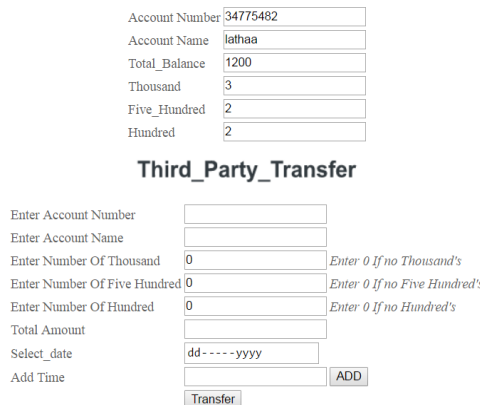 Account Number 34775482
Account Name lathaa
Total_Balance 1200
Thousand 3
Five_Hundred 2
Hundred 2
Third_Party_Transfer
Enter Account Number
Enter Account Name
Enter Number Of Thousand 0 Enter 0 If no Thousand's
Enter Number Of Five Hundred 0 Enter 0 If no Five Hundred's
Enter Number Of Hundred 0 Enter 0 If no Hundred's
Total Amount
Select_date dd-----yyyy
Add Time ADD
Transfer